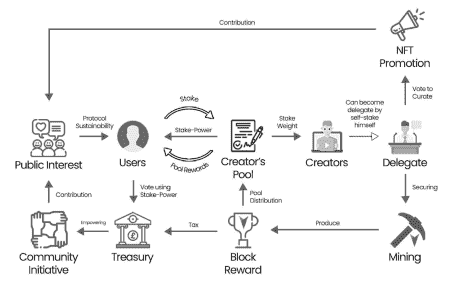 Contribution
NFT
Promotion
Protocol
Sustainability
Stake
Stake-Power
Pool Rewards
Stake
Weight
Can become
delegate by
self-stake
himself
Vote to
Curate
Public Interest
Users
Creator's
Pool
Creators
Delegate
Contribution
Vote using
Stake-Power
Pool
Distribution
Securing
Empowering
Tax
Produce
Community
Initiative
Treasury
Block
Reward
Mining